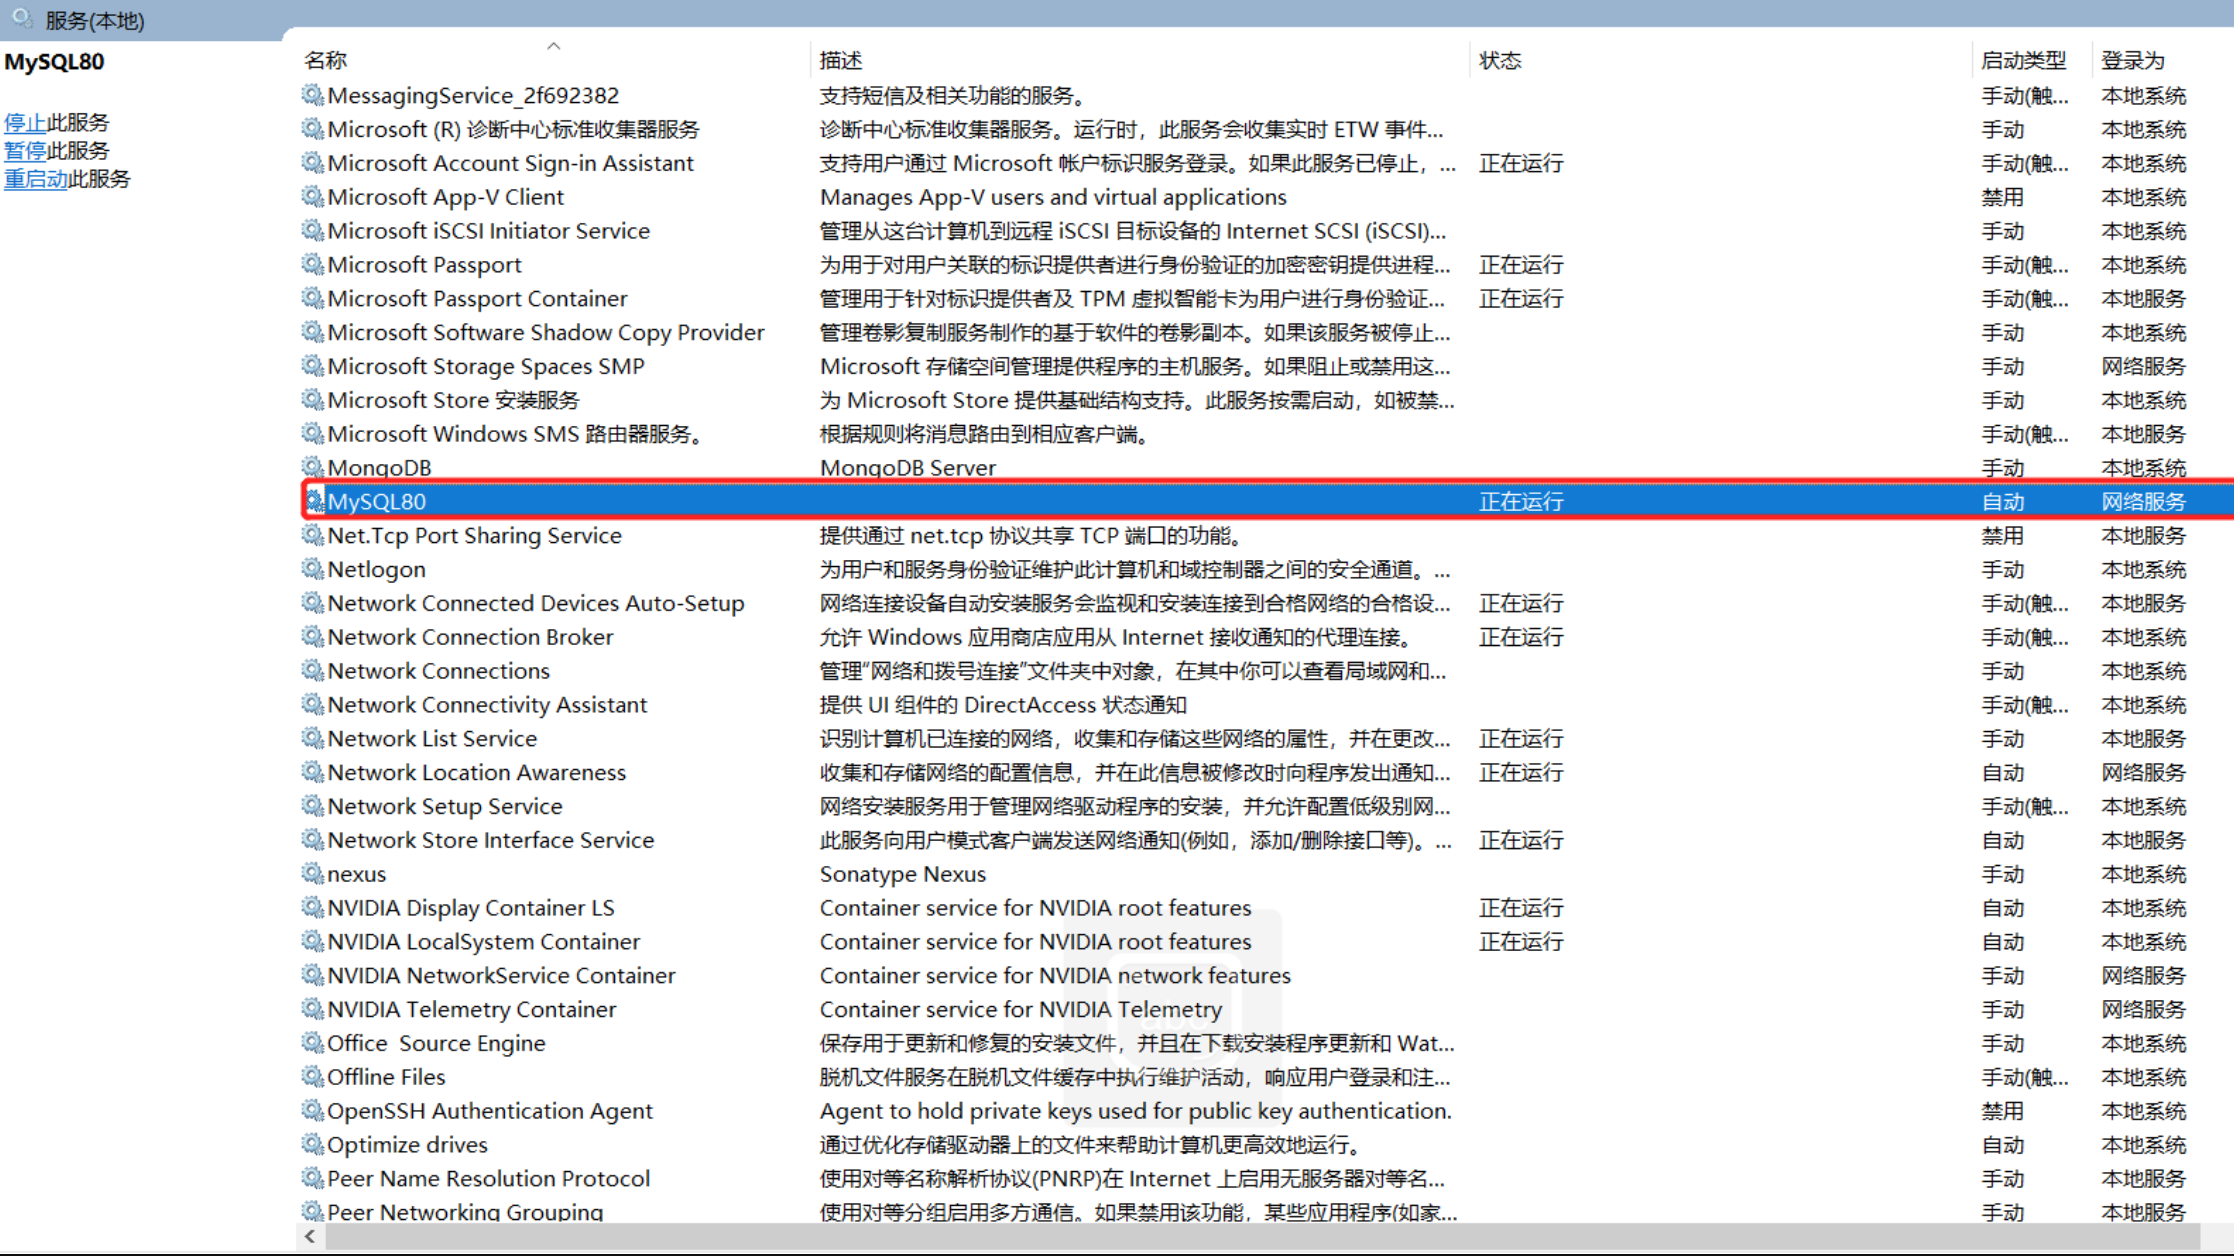 服务(本地)
MySQL80
停止此服务
暂停此服务
重启动此服务
名称 描述 状态 启动类型 登录为
MessagingService_2f692382 支持短信及相关功能的服务。 手动(触... 本地系统
Microsoft (R) 诊断中心标准收集器服务 诊断中心标准收集器服务。运行时，此服务会收集实时 ETW 事件... 手动 本地系统
Microsoft Account Sign-in Assistant 支持用户通过 Microsoft 帐户标识服务登录。如果此服务已停止，... 正在运行 手动(触... 本地系统
Microsoft App-V Client Manages App-V users and virtual applications 禁用 本地系统
Microsoft iSCSI Initiator Service 管理从这台计算机到远程 iSCSI 目标设备的 Internet SCSI (iSCSI)... 手动 本地系统
Microsoft Passport 为用于对用户关联的标识提供者进行身份验证的加密密钥提供进程... 正在运行 手动(触... 本地系统
Microsoft Passport Container 管理用于针对标识提供者及 TPM 虚拟智能卡为用户进行身份验证... 正在运行 手动(触... 本地服务
Microsoft Software Shadow Copy Provider 管理卷影复制服务制作的基于软件的卷影副本。如果该服务被停止... 手动 本地系统
Microsoft Storage Spaces SMP Microsoft 存储空间管理提供程序的主机服务。如果阻止或禁用这... 手动 网络服务
Microsoft Store 安装服务 为 Microsoft Store 提供基础结构支持。此服务按需启动，如被禁... 手动 本地系统
Microsoft Windows SMS 路由器服务。 根据规则将消息路由到相应客户端。 手动(触... 本地服务
MongoDB MongoDB Server 手动 本地系统
MySQL80 正在运行 自动 网络服务
Net.Tcp Port Sharing Service 提供通过 net.tcp 协议共享 TCP 端口的功能。 禁用 本地服务
Netlogon 为用户和服务身份验证维护此计算机和域控制器之间的安全通道。... 手动 本地系统
Network Connected Devices Auto-Setup 网络连接设备自动安装服务会监视和安装连接到合格网络的合格设... 正在运行 手动(触... 本地服务
Network Connection Broker 允许 Windows 应用商店应用从 Internet 接收通知的代理连接。 正在运行 手动(触... 本地系统
Network Connections 管理“网络和拨号连接”文件夹中对象，在其中你可以查看局域网和... 手动 本地系统
Network Connectivity Assistant 提供 UI 组件的 DirectAccess 状态通知 手动(触... 本地系统
Network List Service 识别计算机已连接的网络，收集和存储这些网络的属性，并在更改... 正在运行 手动 本地服务
Network Location Awareness 收集和存储网络的配置信息，并在此信息被修改时向程序发出通知... 正在运行 自动 网络服务
Network Setup Service 网络安装服务用于管理网络驱动程序的安装，并允许配置低级别网... 手动(触... 本地系统
Network Store Interface Service 此服务向用户模式客户端发送网络通知(例如，添加/删除接口等)。... 正在运行 自动 本地服务
nexus Sonatype Nexus 手动 本地系统
NVIDIA Display Container LS Container service for NVIDIA root features 正在运行 自动 本地系统
NVIDIA LocalSystem Container Container service for NVIDIA root features 正在运行 自动 本地系统
NVIDIA NetworkService Container Container service for NVIDIA network features 手动 网络服务
NVIDIA Telemetry Container Container service for NVIDIA Telemetry 手动 网络服务
Office  Source Engine 保存用于更新和修复的安装文件，并且在下载安装程序更新和 Wat... 手动 本地系统
Offline Files 脱机文件服务在脱机文件缓存中执行维护活动，响应用户登录和注... 手动(触... 本地系统
OpenSSH Authentication Agent Agent to hold private keys used for public key authentication. 禁用 本地系统
Optimize drives 通过优化存储驱动器上的文件来帮助计算机更高效地运行。 自动 本地系统
Peer Name Resolution Protocol 使用对等名称解析协议(PNRP)在 Internet 上启用无服务器对等名... 手动 本地服务
Peer Networking Grouping 使用对等分组启用多方通信。如果禁用该功能，某些应用程序(如家... 手动 本地服务